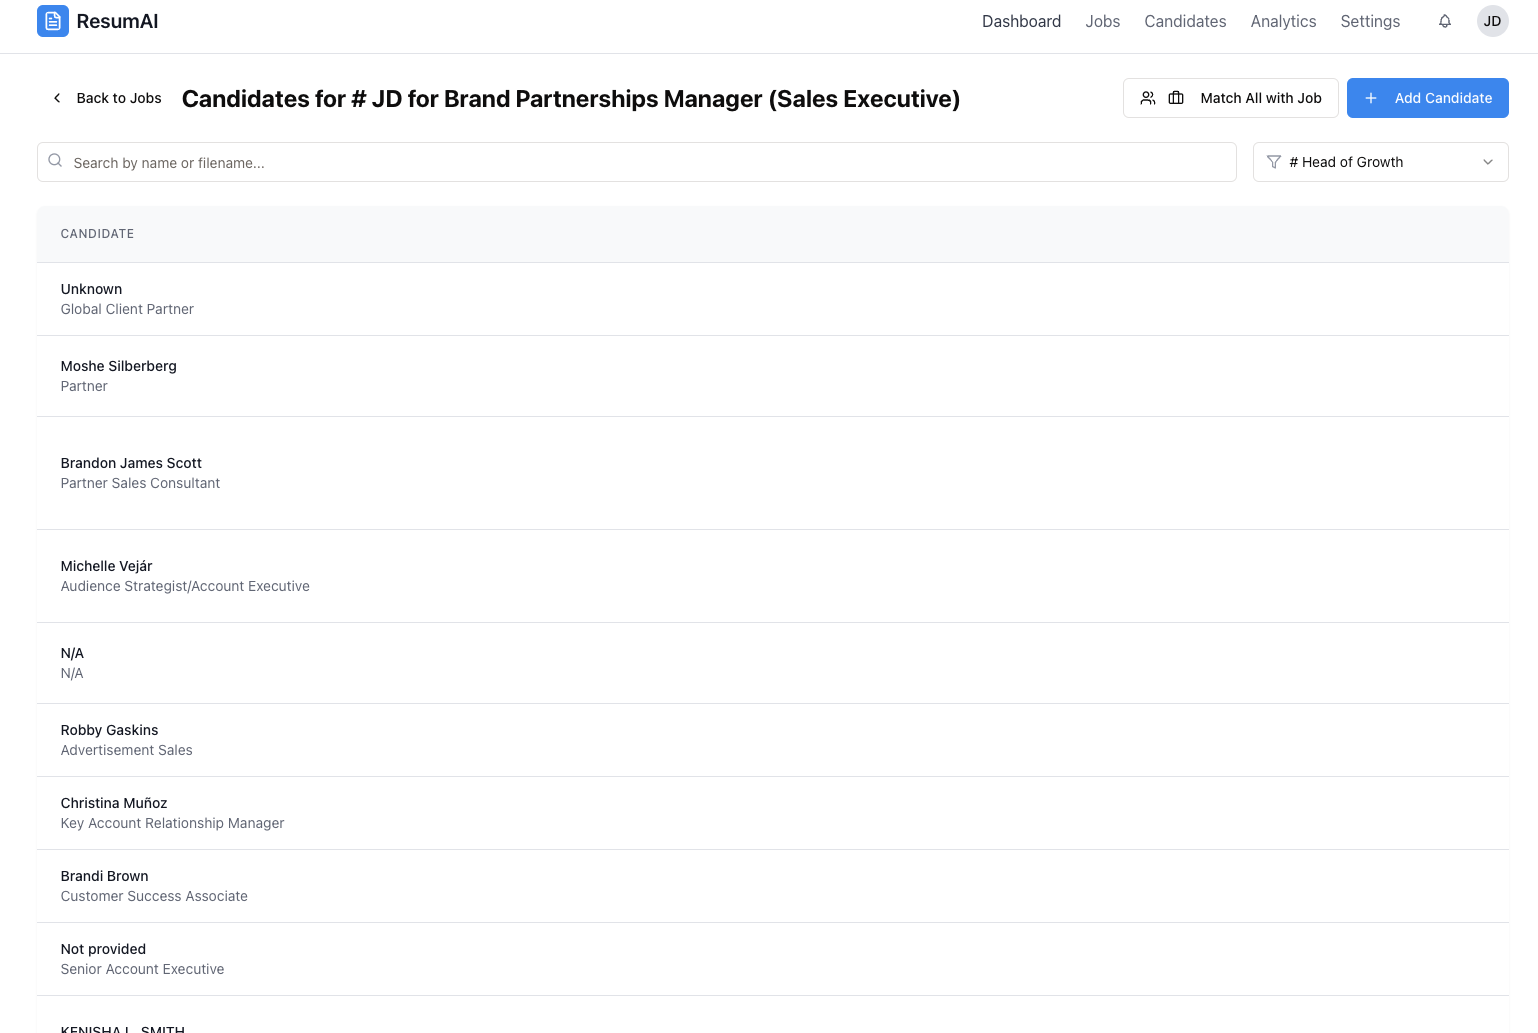 ResumAI
Dashboard
Jobs
Candidates
Analytics
Settings
JD
Back to Jobs
Candidates for # JD for Brand Partnerships Manager (Sales Executive)
Match All with Job
Add Candidate
Search by name or filename...
# Head of Growth
CANDIDATE
Unknown
Global Client Partner
Moshe Silberberg
Partner
Brandon James Scott
Partner Sales Consultant
Michelle Vejár
Audience Strategist/Account Executive
N/A
N/A
Robby Gaskins
Advertisement Sales
Christina Muñoz
Key Account Relationship Manager
Brandi Brown
Customer Success Associate
Not provided
Senior Account Executive
KENISHA L. SMITH